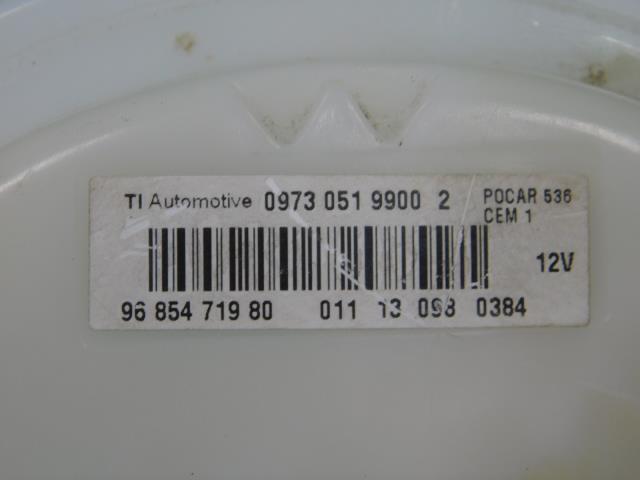 TI Automotive 0973 051 9900 2 POCAR 536
CEM 1
12V
96 854 719 80 011 13 098 0384